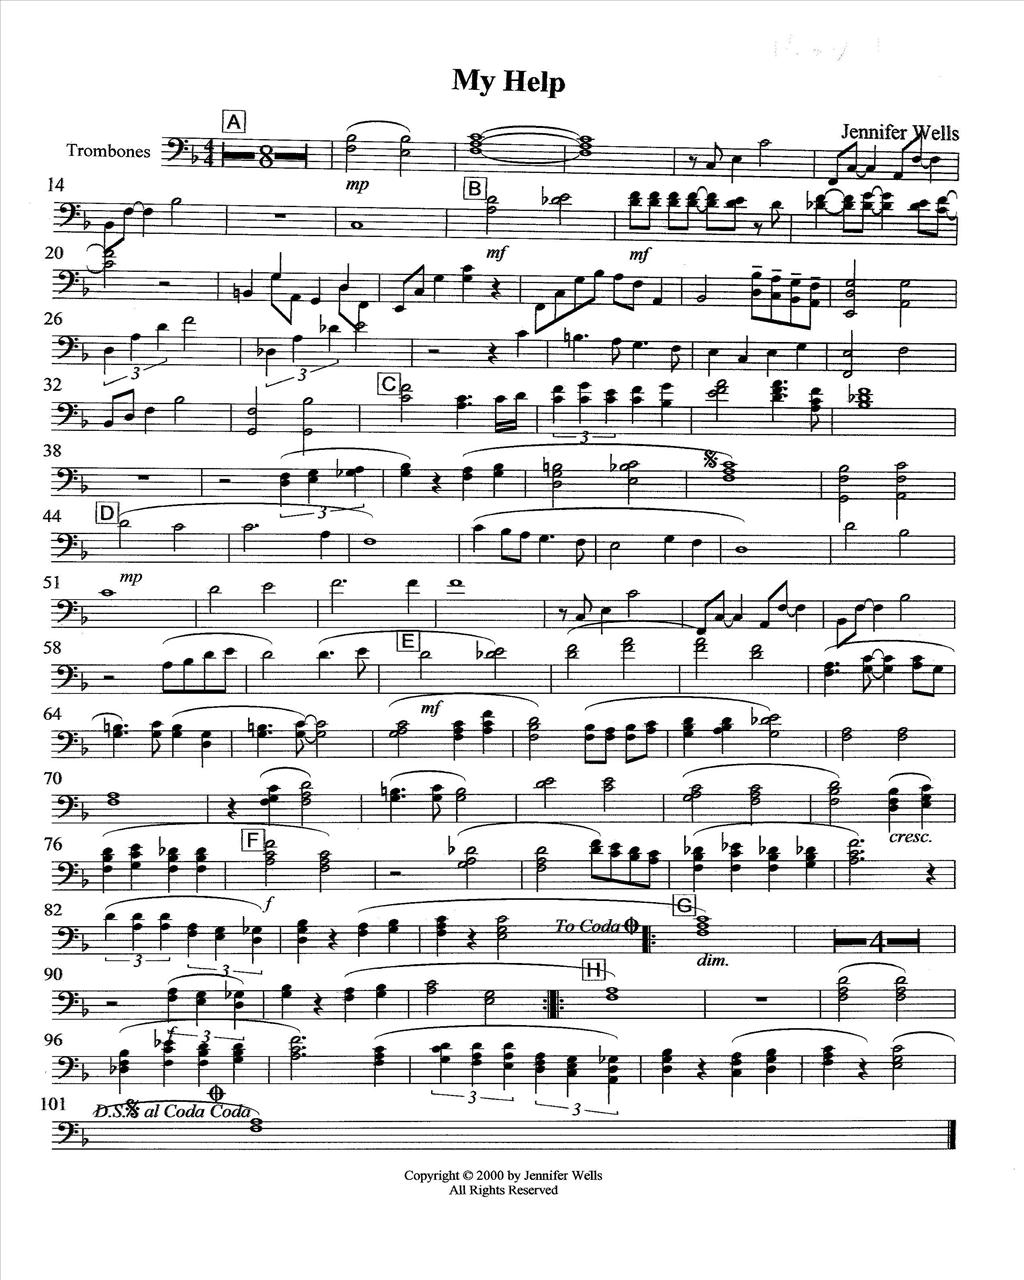 My Help
Jennifer Wells
A
Trombones
8
mp
14
B
mf
mf
20
26
3
3
32
C
3
38
3
44
D
mp
51
58
E
mf
64
70
cresc.
76
F
f
82
3
3
To Coda
G
dim.
4
90
H
f
3
96
3
3
101
D.S. al Coda Coda
Copyright © 2000 by Jennifer Wells
All Rights Reserved